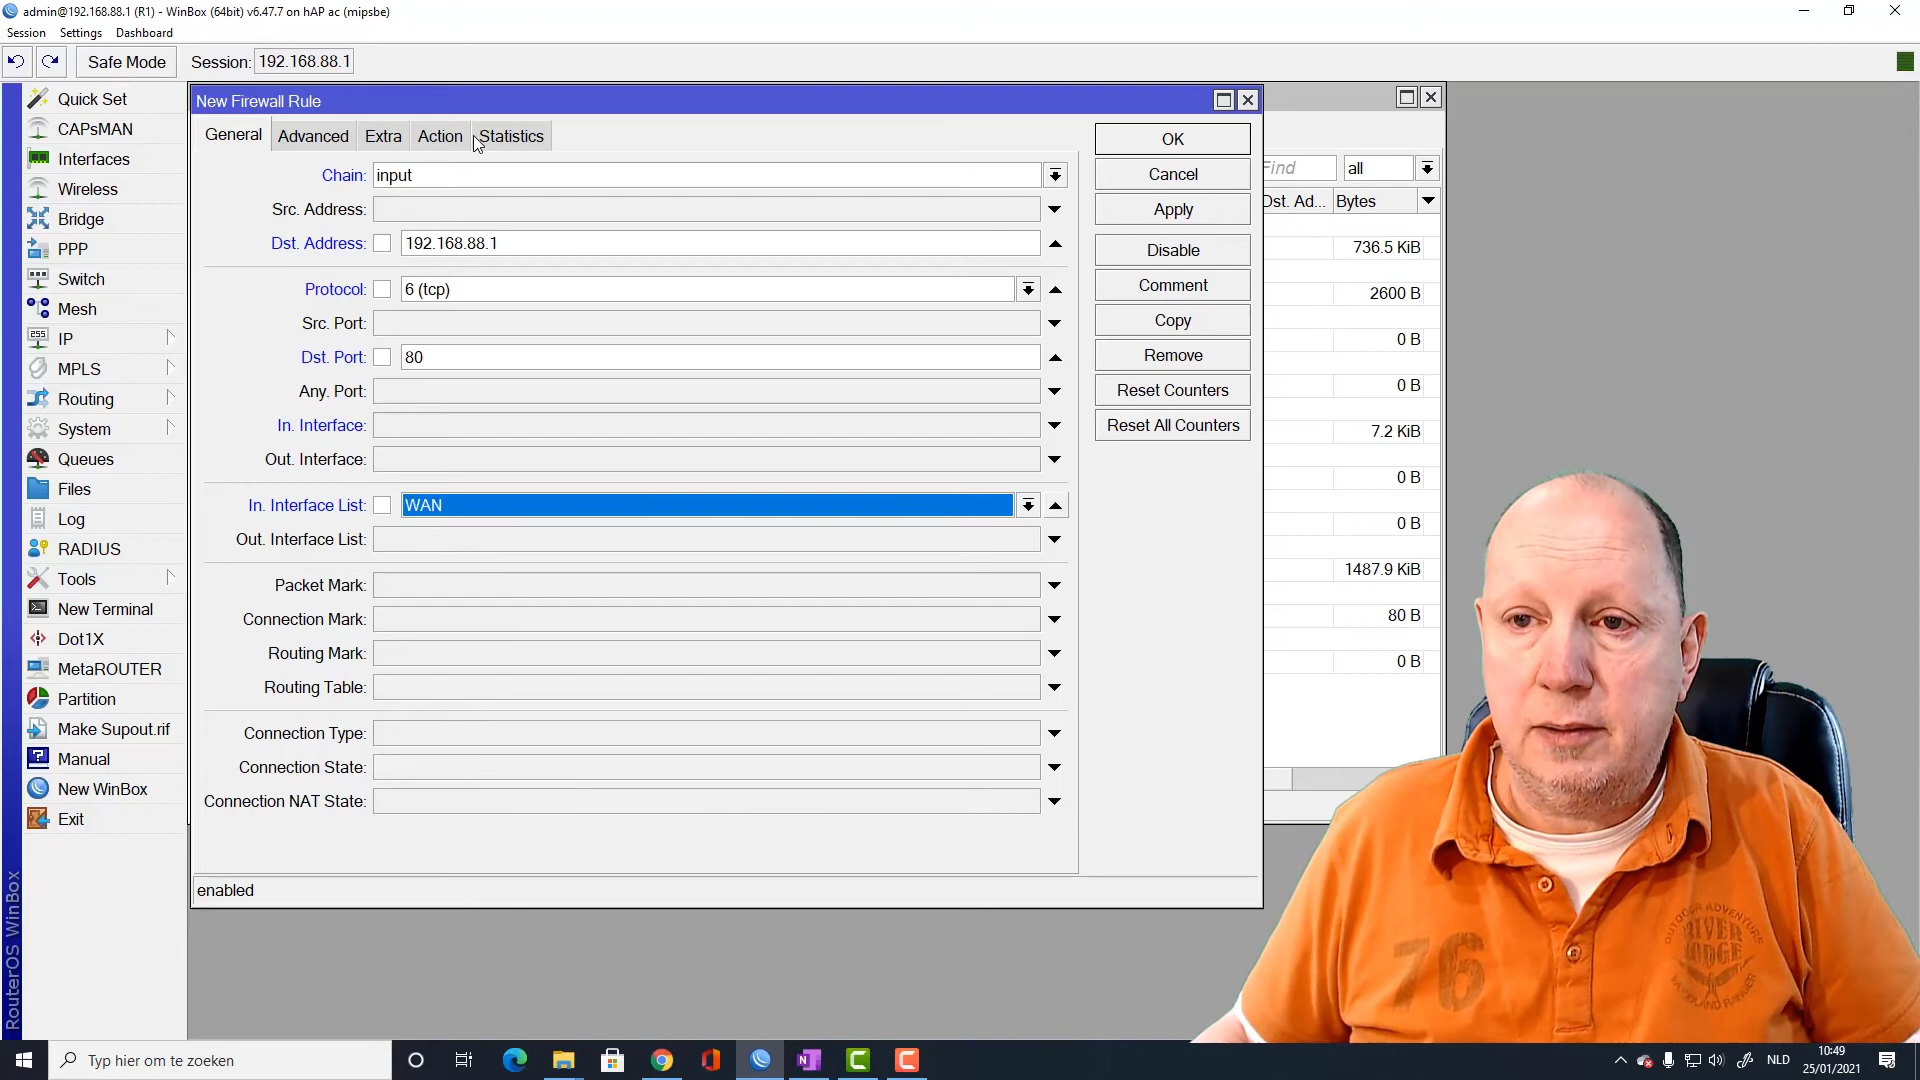 admin@192.168.88.1 (R1) - WinBox (64bit) v6.47.7 on hAP ac (mipsbe)
Session Settings Dashboard
Safe Mode Session: 192.168.88.1
Quick Set
CAPsMAN
Interfaces
Wireless
Bridge
PPP
Switch
Mesh
255
IP
MPLS
Routing
System
Queues
Files
Log
RADIUS
Tools
New Terminal
Dot1X
MetaROUTER
Partition
Make Supout.rif
Manual
New WinBox
Exit
RouterOS WinBox
New Firewall Rule
General Advanced Extra Action Statistics
Chain: input
Src. Address:
Dst. Address: 192.168.88.1
Protocol: 6 (tcp)
Src. Port:
Dst. Port: 80
Any. Port:
In. Interface:
Out. Interface:
In. Interface List: WAN
Out. Interface List:
Packet Mark:
Connection Mark:
Routing Mark:
Routing Table:
Connection Type:
Connection State:
Connection NAT State:
enabled
OK
Cancel
Apply
Disable
Comment
Copy
Remove
Reset Counters
Reset All Counters
Find all
Dst. Ad... Bytes
736.5 KiB
2600 B
0 B
0 B
7.2 KiB
0 B
0 B
1487.9 KiB
80 B
0 B
76
OUTDOOR ADVENTURE
RIVER
LODGE
Typ hier om te zoeken
NLD
10:49
25/01/2021